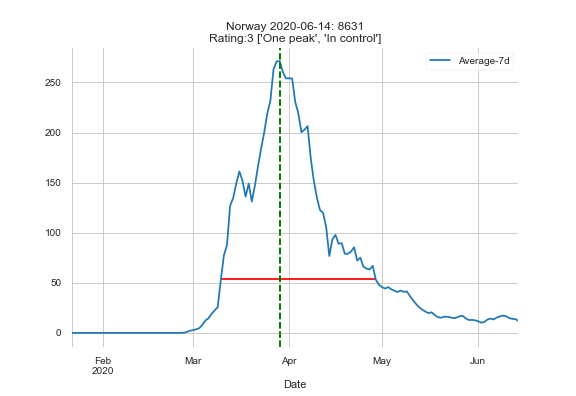 Norway 2020-06-14: 8631
Rating:3 ['One peak', 'In control']
Average-7d
250
200
150
100
50
0
Feb
2020
Mar
Apr
May
Jun
Date